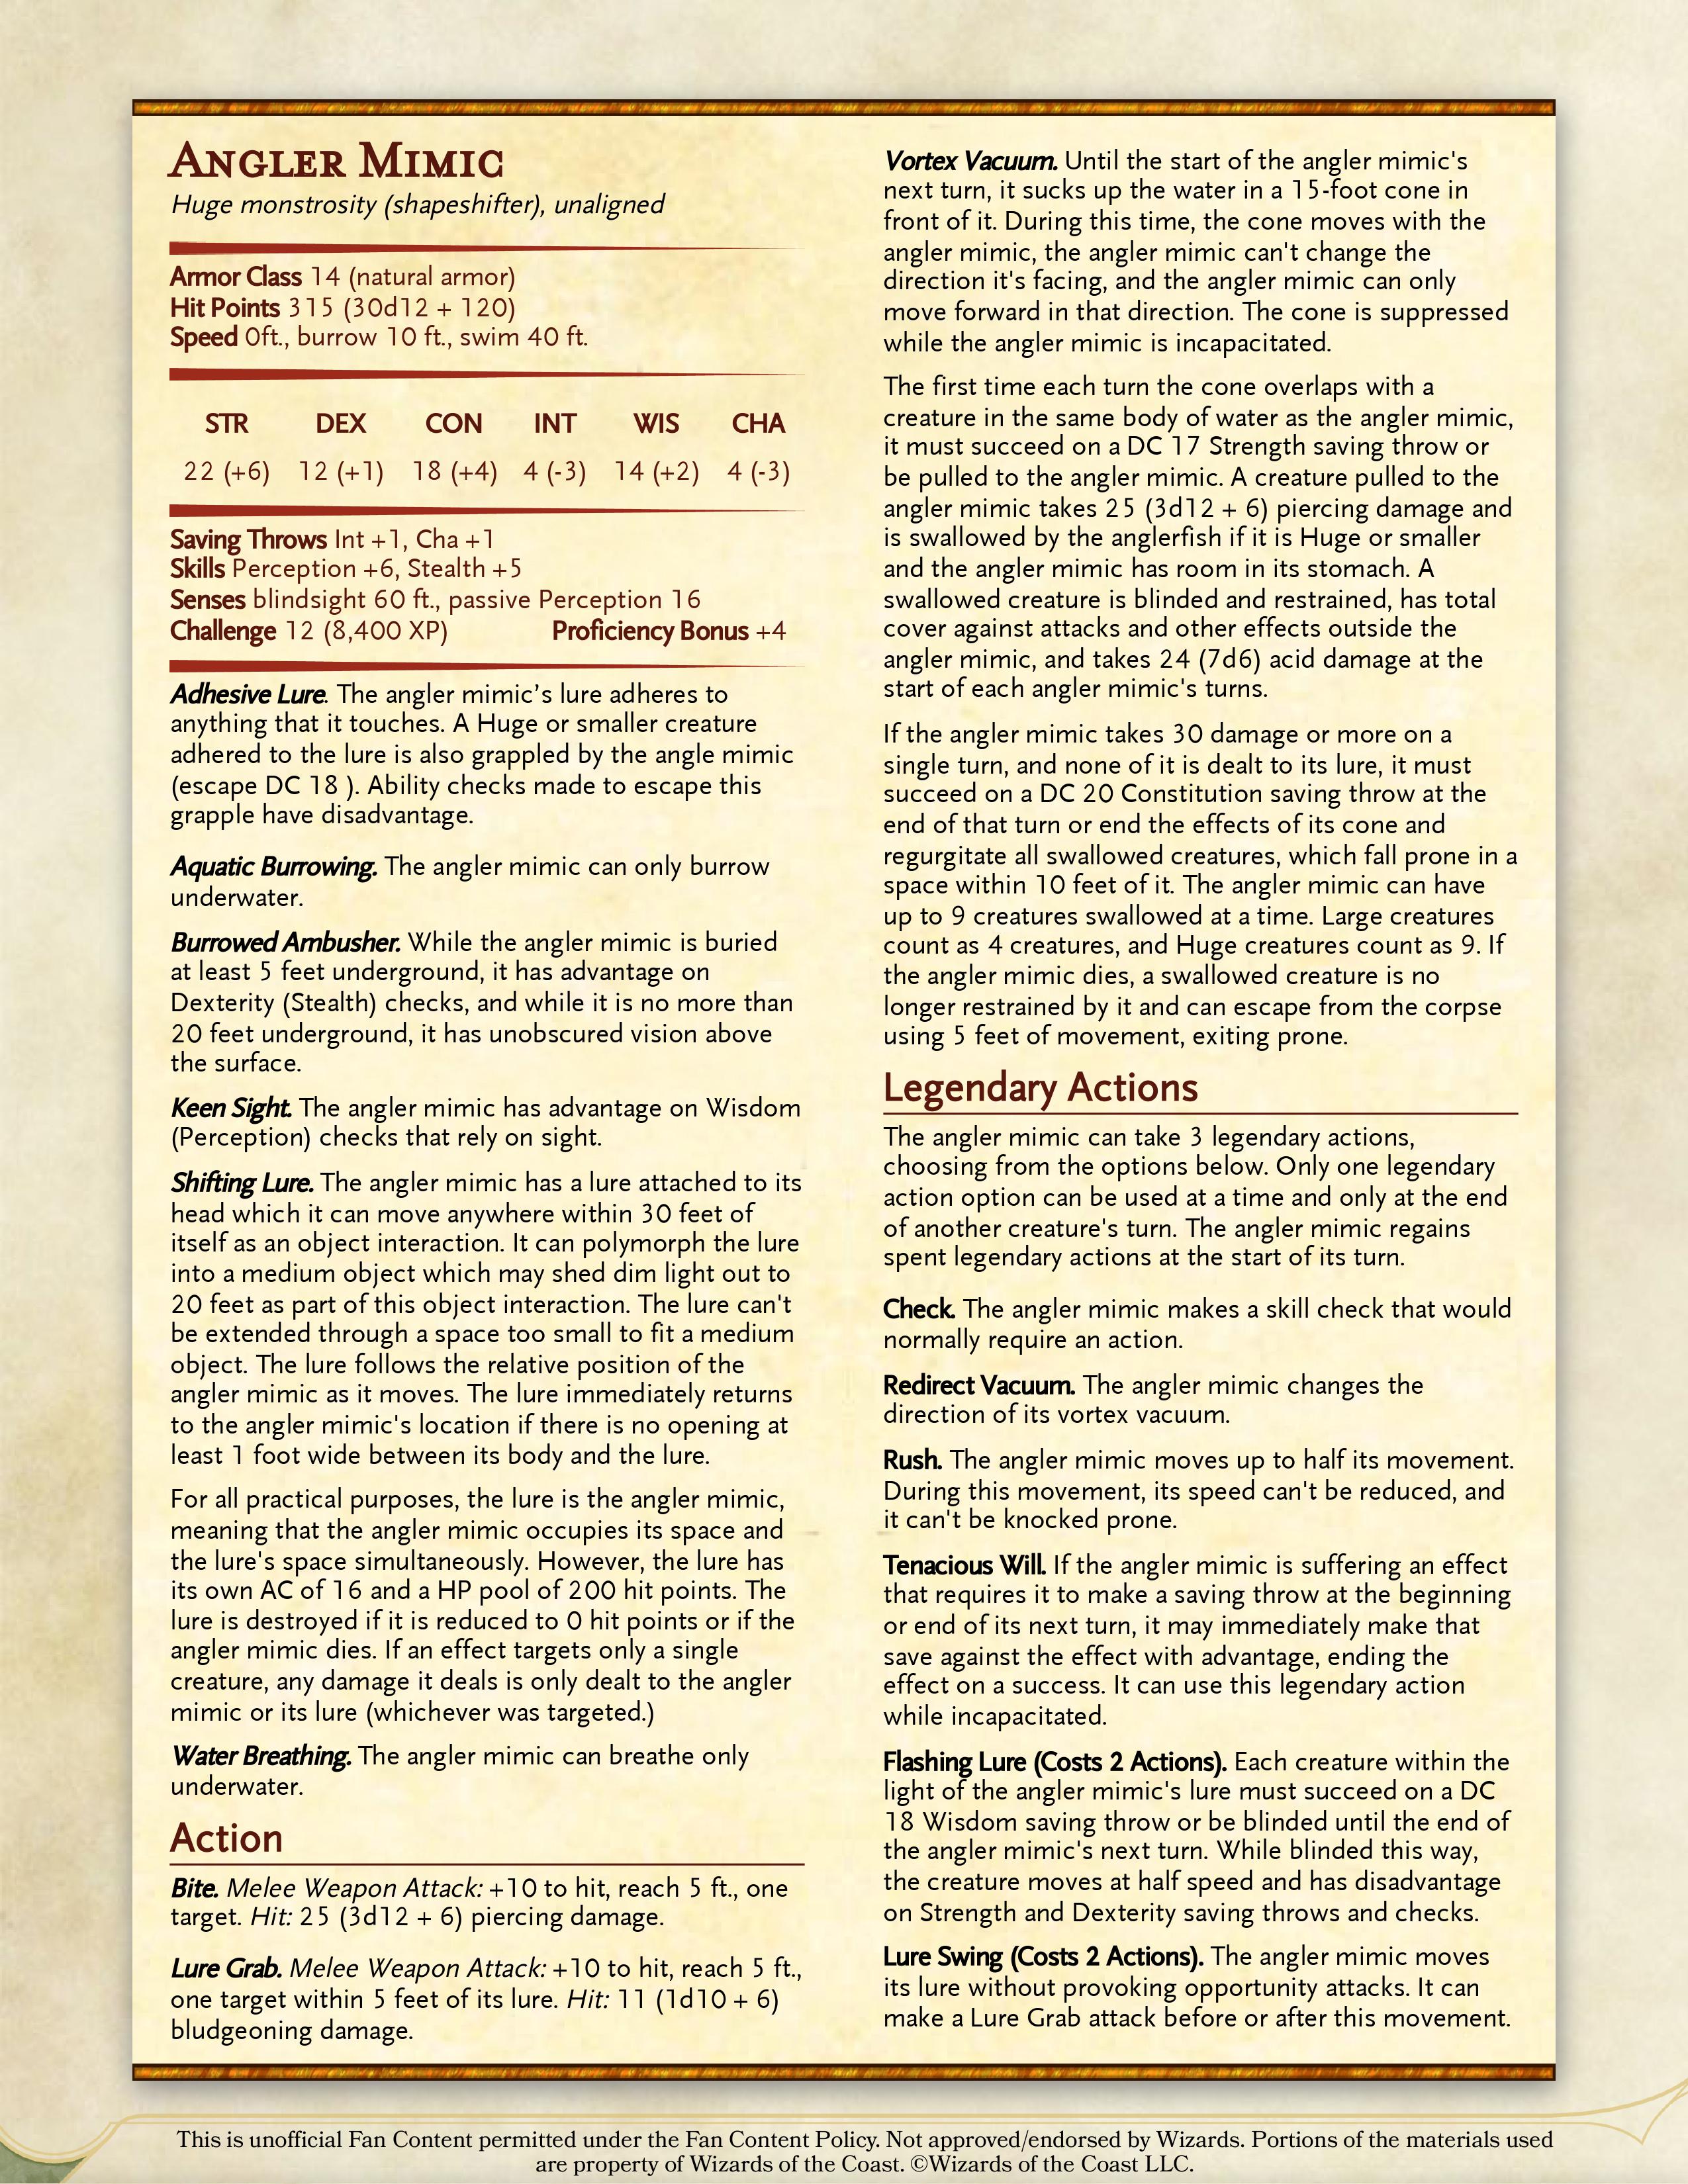 Angler Mimic
Huge monstrosity (shapeshifter), unaligned
Armor Class 14 (natural armor)
Hit Points 315 (30d12 + 120)
Speed 0ft., burrow 10 ft., swim 40 ft.
STR DEX CON INT WIS CHA
22 (+6) 12 (+1) 18 (+4) 4 (-3) 14 (+2) 4 (-3)
Saving Throws Int +1, Cha +1
Skills Perception +6, Stealth +5
Senses blindsight 60 ft., passive Perception 16
Challenge 12 (8,400 XP) Proficiency Bonus +4
Adhesive Lure. The angler mimic’s lure adheres to
anything that it touches. A Huge or smaller creature
adhered to the lure is also grappled by the angle mimic
(escape DC 18 ). Ability checks made to escape this
grapple have disadvantage.
Aquatic Burrowing. The angler mimic can only burrow
underwater.
Burrowed Ambusher. While the angler mimic is buried
at least 5 feet underground, it has advantage on
Dexterity (Stealth) checks, and while it is no more than
20 feet underground, it has unobscured vision above
the surface.
Keen Sight. The angler mimic has advantage on Wisdom
(Perception) checks that rely on sight.
Shifting Lure. The angler mimic has a lure attached to its
head which it can move anywhere within 30 feet of
itself as an object interaction. It can polymorph the lure
into a medium object which may shed dim light out to
20 feet as part of this object interaction. The lure can't
be extended through a space too small to fit a medium
object. The lure follows the relative position of the
angler mimic as it moves. The lure immediately returns
to the angler mimic's location if there is no opening at
least 1 foot wide between its body and the lure.
For all practical purposes, the lure is the angler mimic,
meaning that the angler mimic occupies its space and
the lure's space simultaneously. However, the lure has
its own AC of 16 and a HP pool of 200 hit points. The
lure is destroyed if it is reduced to 0 hit points or if the
angler mimic dies. If an effect targets only a single
creature, any damage it deals is only dealt to the angler
mimic or its lure (whichever was targeted.)
Water Breathing. The angler mimic can breathe only
underwater.
Action
Bite. Melee Weapon Attack: +10 to hit, reach 5 ft., one
target. Hit: 25 (3d12 + 6) piercing damage.
Lure Grab. Melee Weapon Attack: +10 to hit, reach 5 ft.,
one target within 5 feet of its lure. Hit: 11 (1d10 + 6)
bludgeoning damage.
Vortex Vacuum. Until the start of the angler mimic's
next turn, it sucks up the water in a 15-foot cone in
front of it. During this time, the cone moves with the
angler mimic, the angler mimic can't change the
direction it's facing, and the angler mimic can only
move forward in that direction. The cone is suppressed
while the angler mimic is incapacitated.
The first time each turn the cone overlaps with a
creature in the same body of water as the angler mimic,
it must succeed on a DC 17 Strength saving throw or
be pulled to the angler mimic. A creature pulled to the
angler mimic takes 25 (3d12 + 6) piercing damage and
is swallowed by the anglerfish if it is Huge or smaller
and the angler mimic has room in its stomach. A
swallowed creature is blinded and restrained, has total
cover against attacks and other effects outside the
angler mimic, and takes 24 (7d6) acid damage at the
start of each angler mimic's turns.
If the angler mimic takes 30 damage or more on a
single turn, and none of it is dealt to its lure, it must
succeed on a DC 20 Constitution saving throw at the
end of that turn or end the effects of its cone and
regurgitate all swallowed creatures, which fall prone in a
space within 10 feet of it. The angler mimic can have
up to 9 creatures swallowed at a time. Large creatures
count as 4 creatures, and Huge creatures count as 9. If
the angler mimic dies, a swallowed creature is no
longer restrained by it and can escape from the corpse
using 5 feet of movement, exiting prone.
Legendary Actions
The angler mimic can take 3 legendary actions,
choosing from the options below. Only one legendary
action option can be used at a time and only at the end
of another creature's turn. The angler mimic regains
spent legendary actions at the start of its turn.
Check. The angler mimic makes a skill check that would
normally require an action.
Redirect Vacuum. The angler mimic changes the
direction of its vortex vacuum.
Rush. The angler mimic moves up to half its movement.
During this movement, its speed can't be reduced, and
it can't be knocked prone.
Tenacious Will. If the angler mimic is suffering an effect
that requires it to make a saving throw at the beginning
or end of its next turn, it may immediately make that
save against the effect with advantage, ending the
effect on a success. It can use this legendary action
while incapacitated.
Flashing Lure (Costs 2 Actions). Each creature within the
light of the angler mimic's lure must succeed on a DC
18 Wisdom saving throw or be blinded until the end of
the angler mimic's next turn. While blinded this way,
the creature moves at half speed and has disadvantage
on Strength and Dexterity saving throws and checks.
Lure Swing (Costs 2 Actions). The angler mimic moves
its lure without provoking opportunity attacks. It can
make a Lure Grab attack before or after this movement.
This is unofficial Fan Content permitted under the Fan Content Policy. Not approved/endorsed by Wizards. Portions of the materials used
are property of Wizards of the Coast. ©Wizards of the Coast LLC.